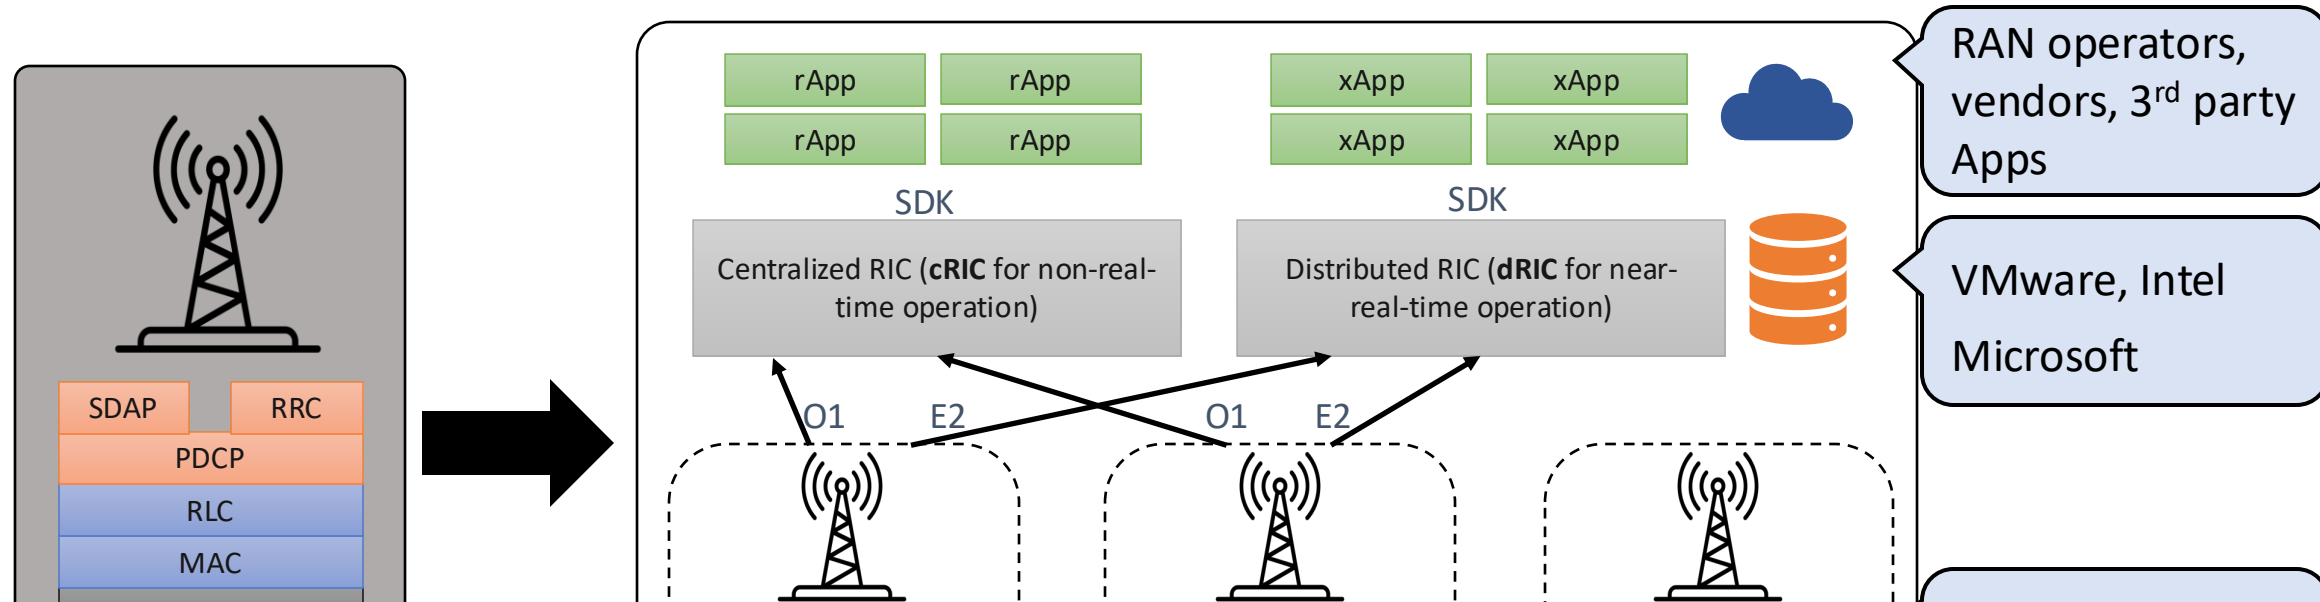 SDAP
RRC
PDCP
RLC
MAC
rApp
rApp
xApp
xApp
rApp
rApp
xApp
xApp
SDK
SDK
Centralized RIC (cRIC for non-real-
time operation)
Distributed RIC (dRIC for near-
real-time operation)
O1
E2
O1
E2
RAN operators,
vendors, 3rd party
Apps
VMware, Intel
Microsoft